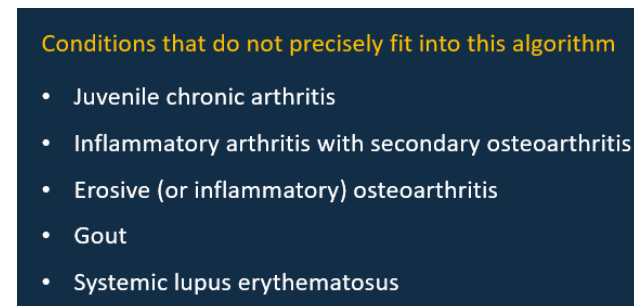 Conditions that do not precisely fit into this algorithm
• Juvenile chronic arthritis
• Inflammatory arthritis with secondary osteoarthritis
• Erosive (or inflammatory) osteoarthritis
• Gout
• Systemic lupus erythematosus